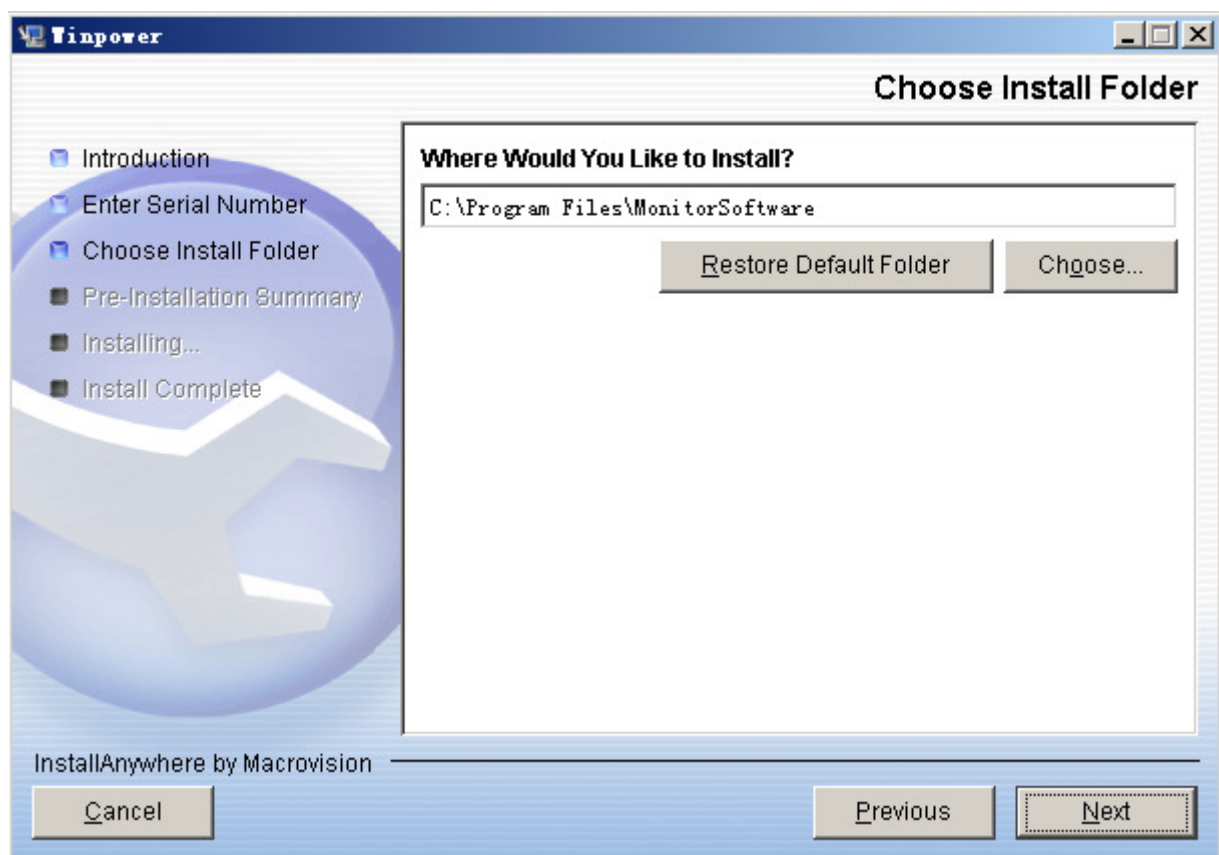 Winpower
Choose Install Folder
Introduction
Enter Serial Number
Choose Install Folder
Pre-Installation Summary
Installing...
Install Complete
Where Would You Like to Install?
C:\Program Files\MonitorSoftware
Restore Default Folder
Choose...
InstallAnywhere by Macrovision
Cancel
Previous
Next